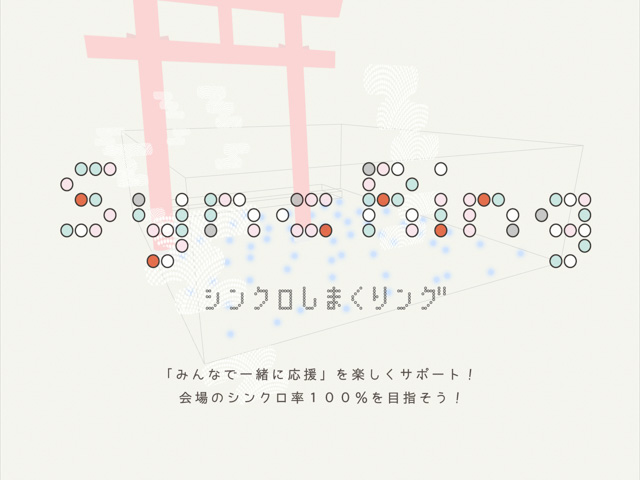 SyncRing
シンクロしまくリング
「みんなで一緒に応援」を楽しくサポート！
会場のシンクロ率１００％を目指そう！